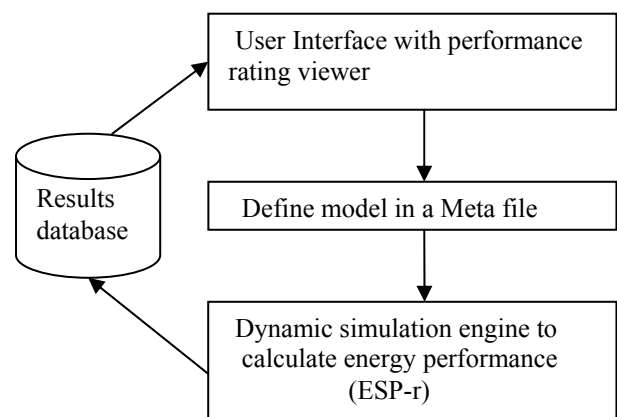 User Interface with performance
rating viewer
Results
database
Define model in a Meta file
Dynamic simulation engine to
calculate energy performance
(ESP-r)